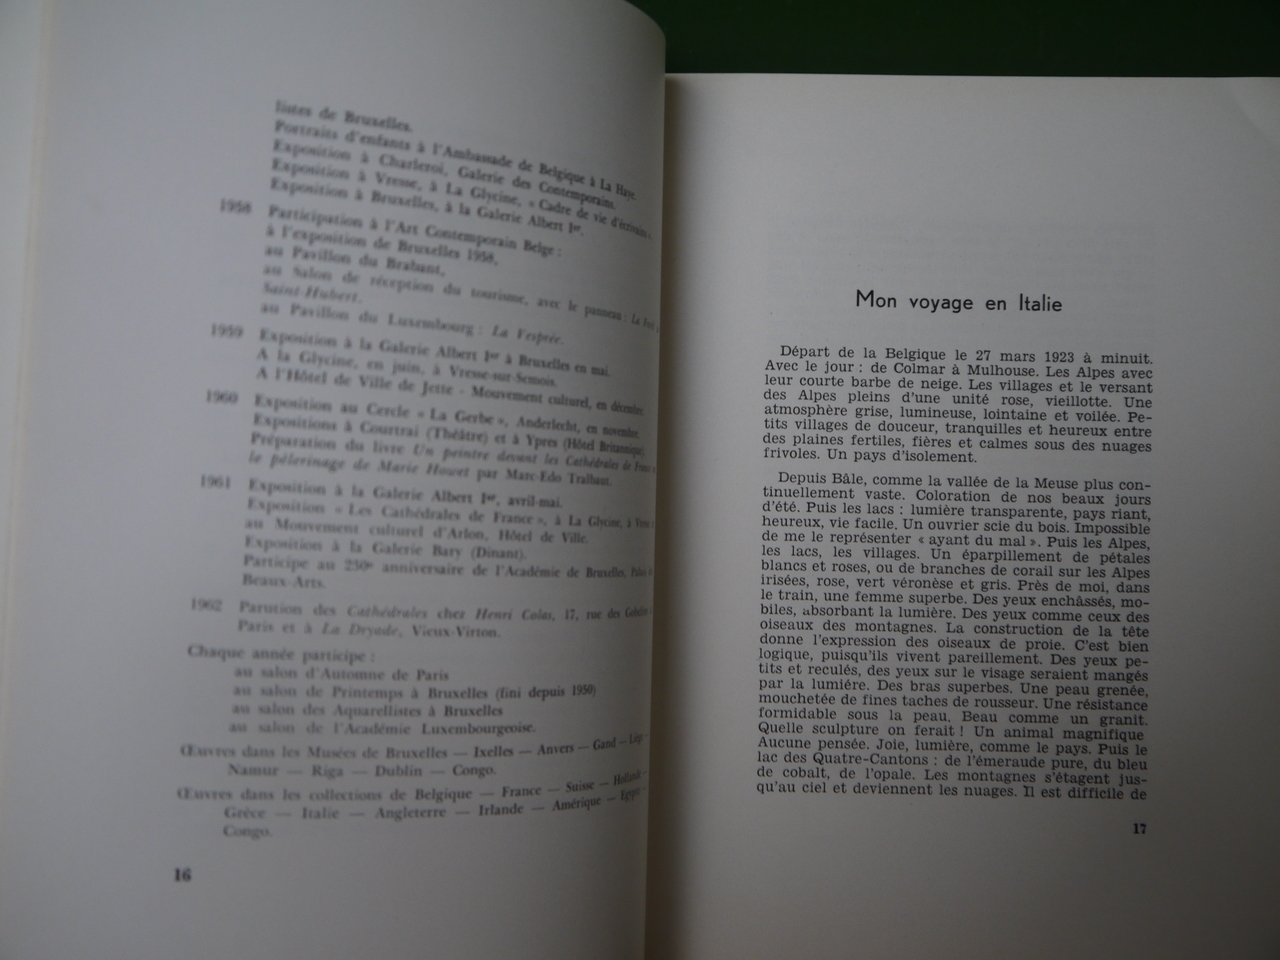 listes de Bruxelles.
Portraits d'enfants à l'Ambassade de Belgique à La Haye.
Exposition à Charleroi, Galerie des Contemporains.
Exposition à Vresse, à La Glycine, « Cadre de vie d'écrivain ».
Exposition à Bruxelles, à la Galerie Albert Ier.
1958 Participation à l'Art Contemporain Belge :
à l'exposition de Bruxelles 1958,
au Pavillon du Brabant,
au Salon de réception du tourisme, avec le panneau : La Forêt
Saint-Hubert.
au Pavillon du Luxembourg : La Vesprée.
1959 Exposition à la Galerie Albert Ier à Bruxelles en mai.
A la Glycine, en juin, à Vresse-sur-Semois.
A l'Hôtel de Ville de Jette - Mouvement culturel, en décembre.
1960 Exposition au Cercle « La Gerbe », Anderlecht, en novembre.
Expositions à Courtrai (Théâtre) et à Ypres (Hôtel Britannique).
Préparation du livre Un peintre devant les Cathédrales de France
le pèlerinage de Marie Howet par Marc-Edo Tralbaut.
1961 Exposition à la Galerie Albert Ier, avril-mai.
Exposition « Les Cathédrales de France », à La Glycine, à
au Mouvement culturel d'Arlon, Hôtel de Ville.
Exposition à la Galerie Bary (Dinant).
Participe au 250e anniversaire de l'Académie de Bruxelles, Palais
Beaux-Arts.
1962 Parution des Cathédrales chez Henri Colas, 17, rue des
Paris et à La Dryade, Vieux-Virton.
Chaque année participe :
au salon d'Automne de Paris
au salon de Printemps à Bruxelles (fini depuis 1950)
au salon des Aquarellistes à Bruxelles
au salon de l'Académie Luxembourgeoise.
Œuvres dans les Musées de Bruxelles — Ixelles — Anvers — Gand — Liège —
Namur — Riga — Dublin — Congo.
Œuvres dans les collections de Belgique — France — Suisse — Hollande —
Grèce — Italie — Angleterre — Irlande — Amérique — Egypte
Congo.
16
Mon voyage en Italie
Départ de la Belgique le 27 mars 1923 à minuit.
Avec le jour : de Colmar à Mulhouse. Les Alpes avec
leur courte barbe de neige. Les villages et le versant
des Alpes pleins d'une unité rose, vieillotte. Une
atmosphère grise, lumineuse, lointaine et voilée. Pe-
tits villages de douceur, tranquilles et heureux entre
des plaines fertiles, fières et calmes sous des nuages
frivoles. Un pays d'isolement.
Depuis Bâle, comme la vallée de la Meuse plus con-
tinuellement vaste. Coloration de nos beaux jours
d'été. Puis les lacs : lumière transparente, pays riant,
heureux, vie facile. Un ouvrier scie du bois. Impossible
de me le représenter « ayant du mal ». Puis les Alpes,
les lacs, les villages. Un éparpillement de pétales
blancs et roses, ou de branches de corail sur les Alpes
irisées, rose, vert véronèse et gris. Près de moi, dans
le train, une femme superbe. Des yeux enchâssés, mo-
biles, absorbant la lumière. Des yeux comme ceux des
oiseaux des montagnes. La construction de la tête
donne l'expression des oiseaux de proie. C'est bien
logique, puisqu'ils vivent pareillement. Des yeux pe-
tits et reculés, des yeux sur le visage seraient mangés
par la lumiére. Des bras superbes. Une peau grenée,
mouchetée de fines taches de rousseur. Une résistance
formidable sous la peau. Beau comme un granit.
Quelle sculpture on ferait ! Un animal magnifique
Aucune pensée. Joie, lumière, comme le pays. Puis le
lac des Quatre-Cantons : de l'émeraude pure, du bleu
de cobalt, de l'opale. Les montagnes s'étagent jus-
qu'au ciel et deviennent les nuages. Il est difficile de
17